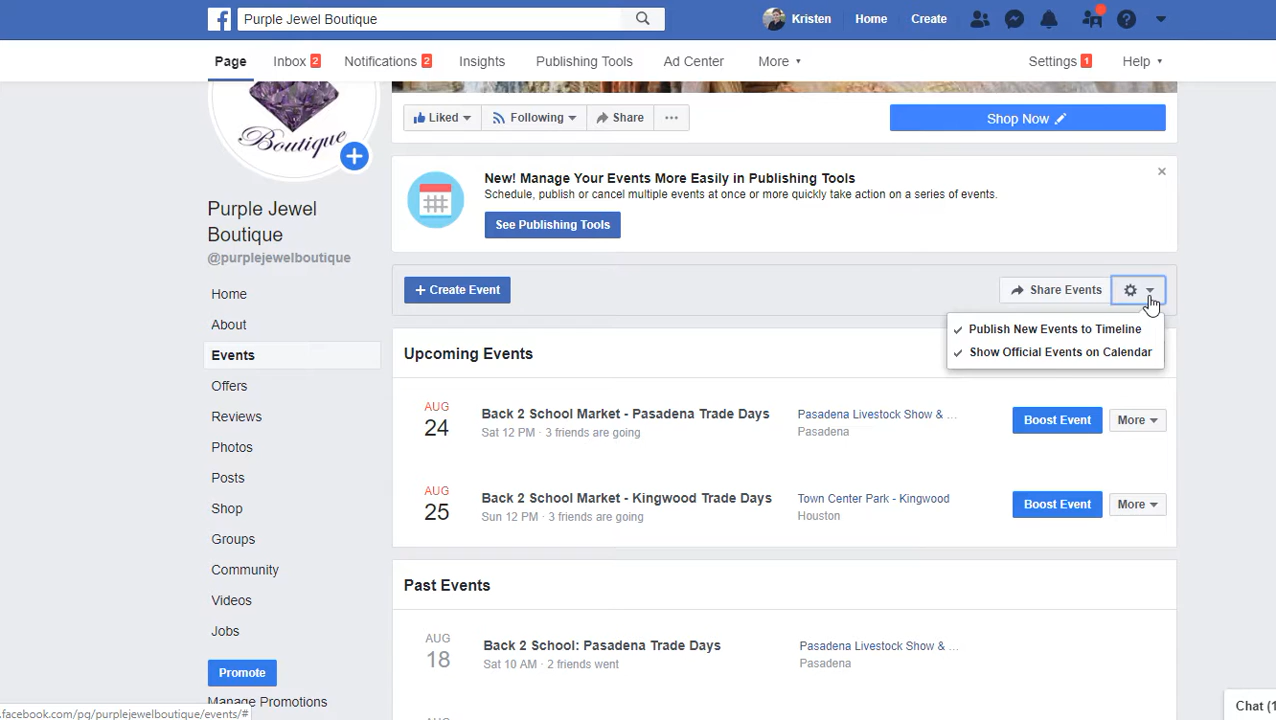 Purple Jewel Boutique
Kristen
Home
Create
Page
Inbox 2
Notifications 2
Insights
Publishing Tools
Ad Center
More
Settings 1
Help
Boutique
Liked
Following
Share
Shop Now
New! Manage Your Events More Easily in Publishing Tools
Schedule, publish or cancel multiple events at once or more quickly take action on a series of events.
See Publishing Tools
Purple Jewel
Boutique
@purplejewelboutique
Home
About
Events
Offers
Reviews
Photos
Posts
Shop
Groups
Community
Videos
Jobs
Promote
Manage Promotions
+ Create Event
Share Events
Publish New Events to Timeline
Show Official Events on Calendar
Upcoming Events
AUG
24
Back 2 School Market - Pasadena Trade Days
Sat 12 PM · 3 friends are going
Pasadena Livestock Show & ...
Pasadena
Boost Event
More
AUG
25
Back 2 School Market - Kingwood Trade Days
Sun 12 PM · 3 friends are going
Town Center Park - Kingwood
Houston
Boost Event
More
Past Events
AUG
18
Back 2 School: Pasadena Trade Days
Sat 10 AM · 2 friends went
Pasadena Livestock Show & ...
Pasadena
.facebook.com/pg/purplejewelboutique/events/#
Chat (1